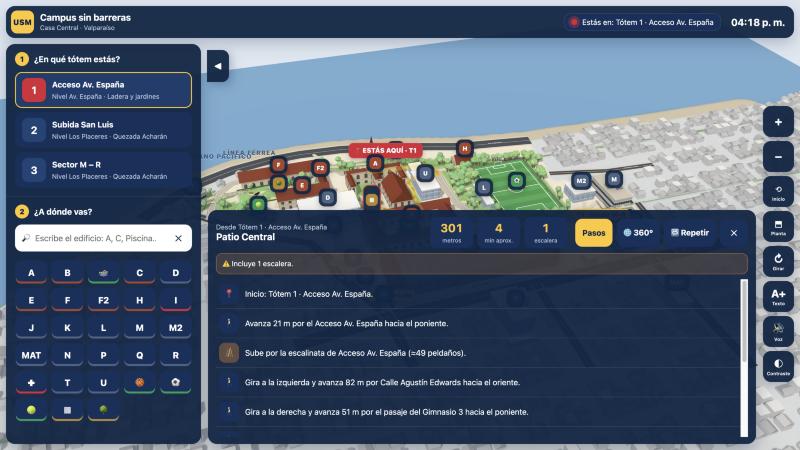 USM
Campus sin barreras
Casa Central · Valparaíso
Estás en: Tótem 1 · Acceso Av. España
04:18 p. m.
1 ¿En qué tótem estás?
1 Acceso Av. España
Nivel Av. España · Ladera y jardines
2 Subida San Luis
Nivel Los Placeres · Quezada Acharán
3 Sector M – R
Nivel Los Placeres · Quezada Acharán
2 ¿A dónde vas?
Escribe el edificio: A, C, Piscina..
A B C D
E F F2 H I
J K L M M2
MAT N P Q R
T U
LÍNEA FÉRREA
PACÍFICO
ESTÁS AQUÍ · T1
H
F F2 A
E U
D B L M2 M
Desde Tótem 1 · Acceso Av. España
Patio Central
301 metros
4 min aprox.
1 escalera
Pasos
360°
Repetir
Incluye 1 escalera.
Inicio: Tótem 1 · Acceso Av. España.
Avanza 21 m por el Acceso Av. España hacia el poniente.
Sube por la escalinata de Acceso Av. España (≈49 peldaños).
Gira a la izquierda y avanza 82 m por Calle Agustín Edwards hacia el oriente.
Gira a la derecha y avanza 51 m por el pasaje del Gimnasio 3 hacia el poniente.
+
−
Inicio
Planta
Girar
A+
Texto
Voz
Contraste